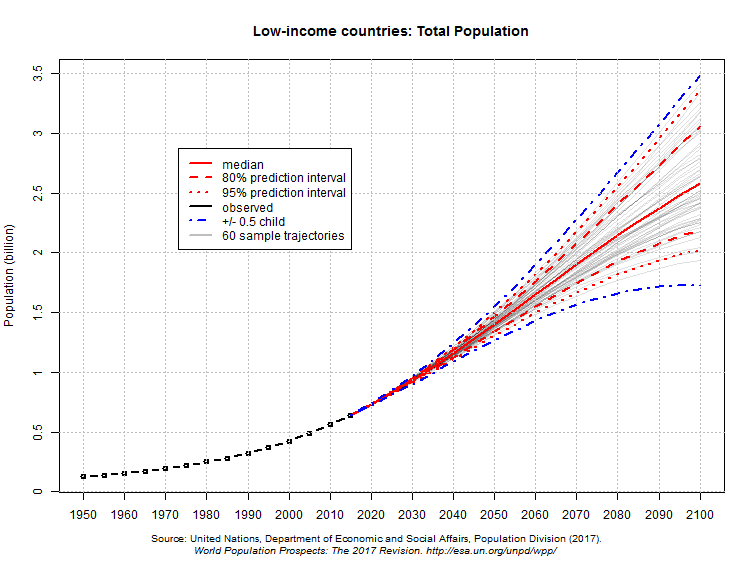 Low-income countries: Total Population
3.5
3
2.5
2
1.5
1
0.5
0
Population (billion)
median
80% prediction interval
95% prediction interval
observed
+/- 0.5 child
60 sample trajectories
1950 1960 1970 1980 1990 2000 2010 2020 2030 2040 2050 2060 2070 2080 2090 2100
Source: United Nations, Department of Economic and Social Affairs, Population Division (2017).
World Population Prospects: The 2017 Revision. http://esa.un.org/unpd/wpp/